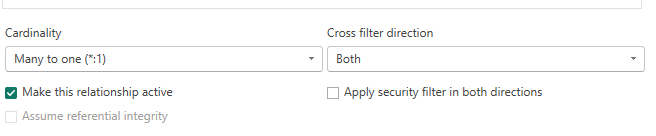 Cardinality
Cross filter direction
Many to one (*:1)
Both
Make this relationship active
Apply security filter in both directions
Assume referential integrity